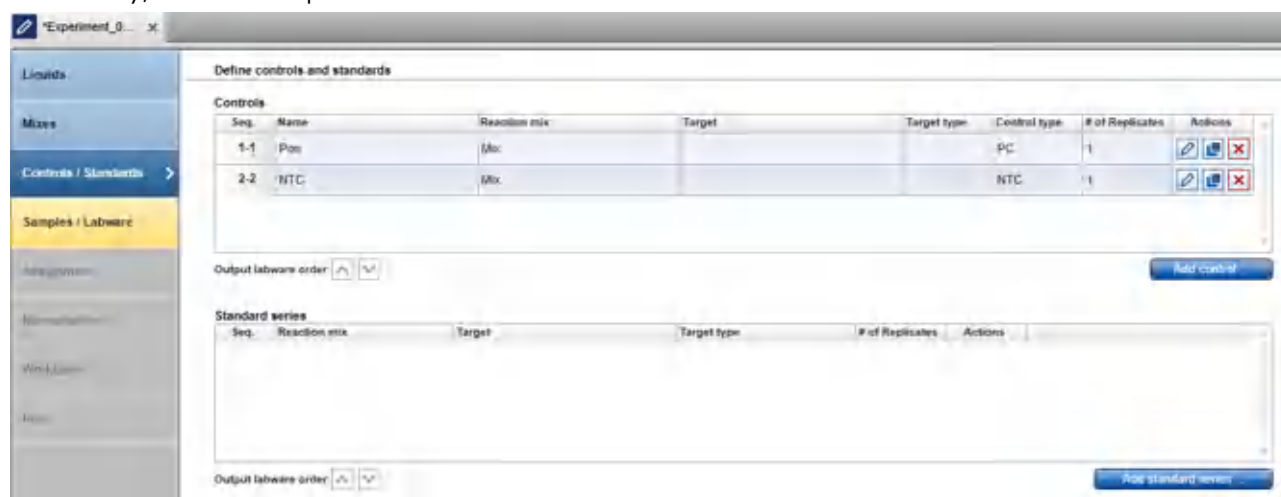 *Experiment_0... x
Liquids
Mixes
Controls / Standards
Samples / Labware
Define controls and standards
Controls
Seq. Name Reaction mix Target Target type Control type # of Replicates Actions
1-1 Pos Mix PC 1
2-2 NTC Mix NTC 1
Output labware order
Add control
Standard series
Seq. Reaction mix Target Target type # of Replicates Actions
Output labware order
Add standard series